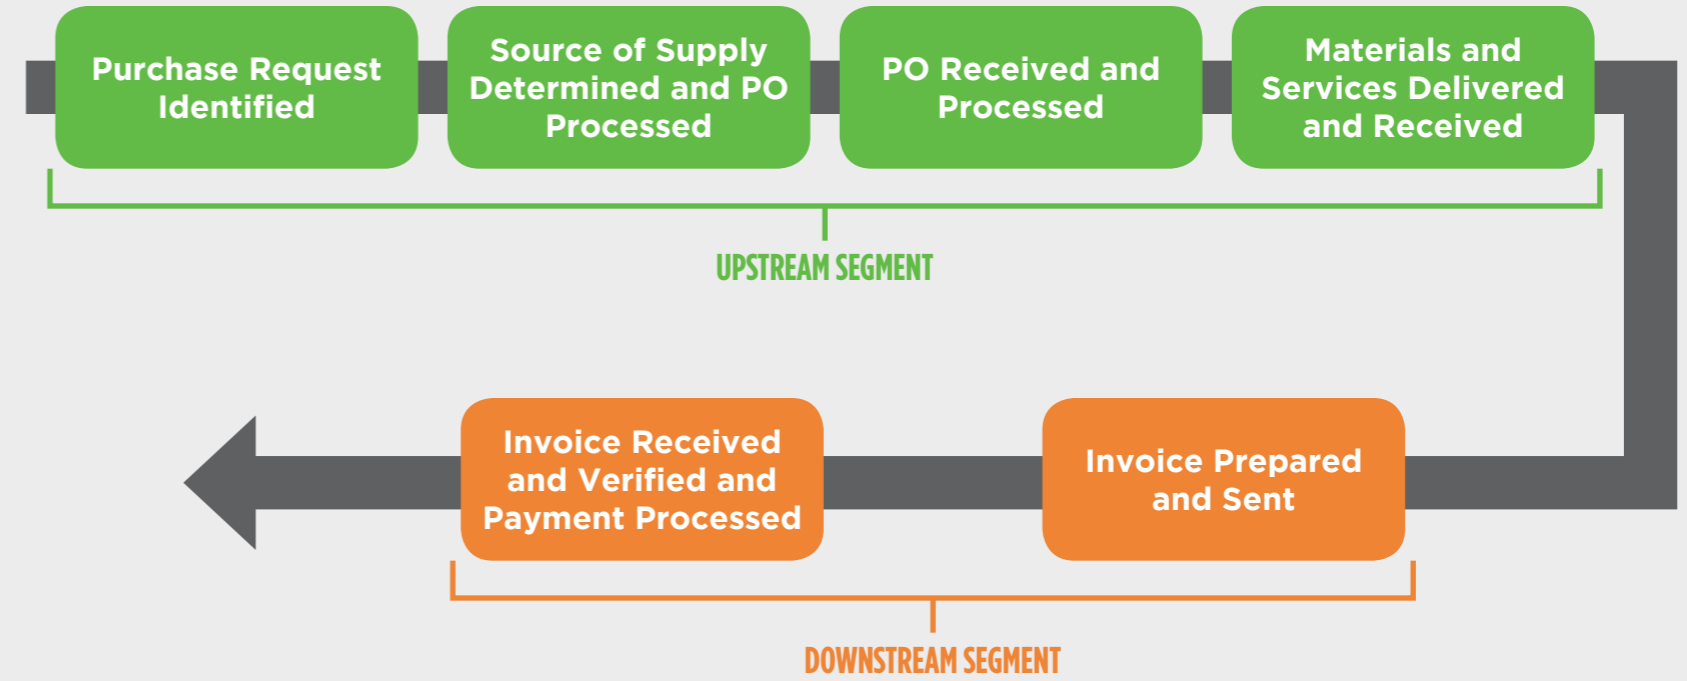 Purchase Request
Identified
Source of Supply
Determined and PO
Processed
PO Received and
Processed
Materials and
Services Delivered
and Received
UPSTREAM SEGMENT
Invoice Received
and Verified and
Payment Processed
Invoice Prepared
and Sent
DOWNSTREAM SEGMENT